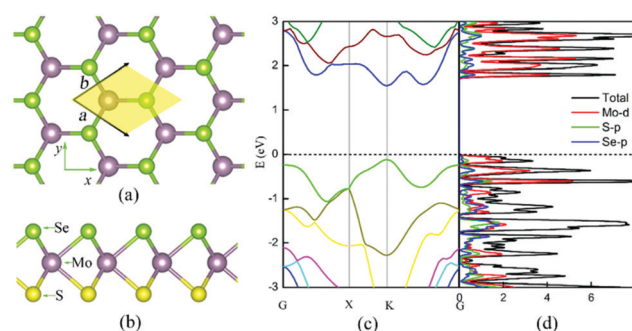 b
a
y
x
(a)
Se
Mo
S
(b)
E (eV)
3
2
1
0
-1
-2
-3
G
X
K
G
(c)
Total
Mo-d
S-p
Se-p
0
2
4
6
(d)